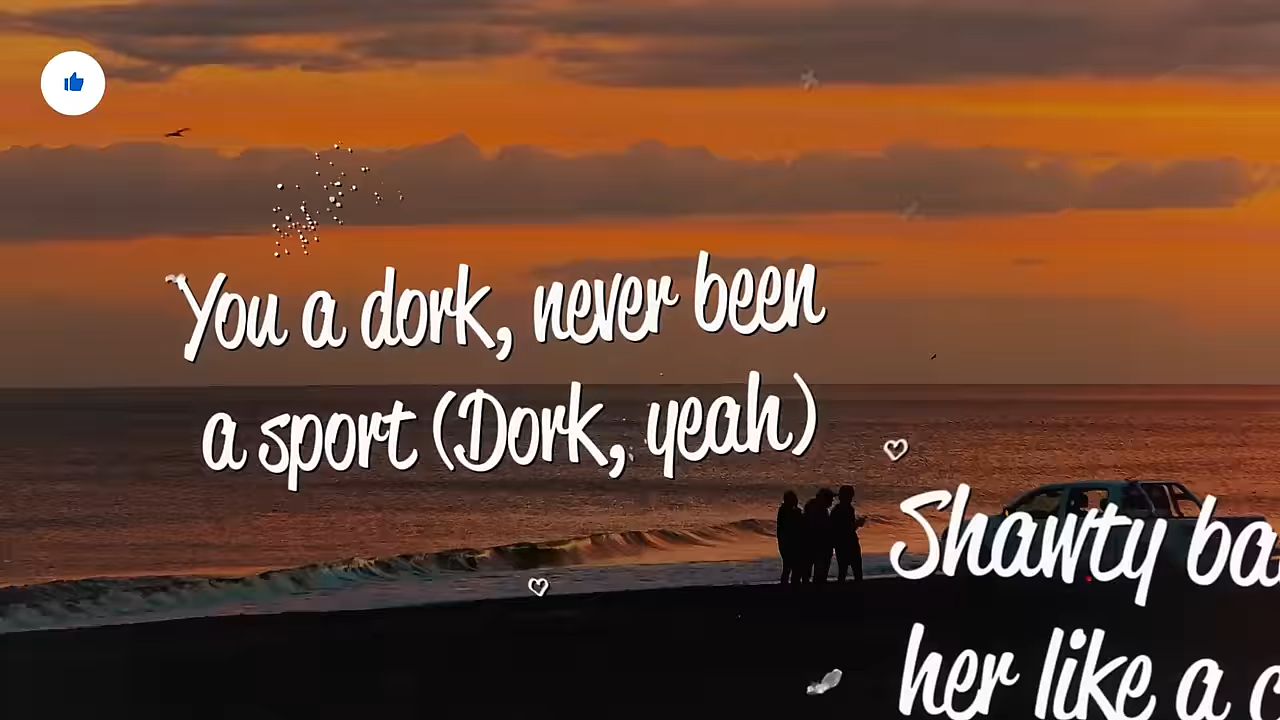 You a dork, never been
a sport (Dork, yeah)
Shawty
her like a